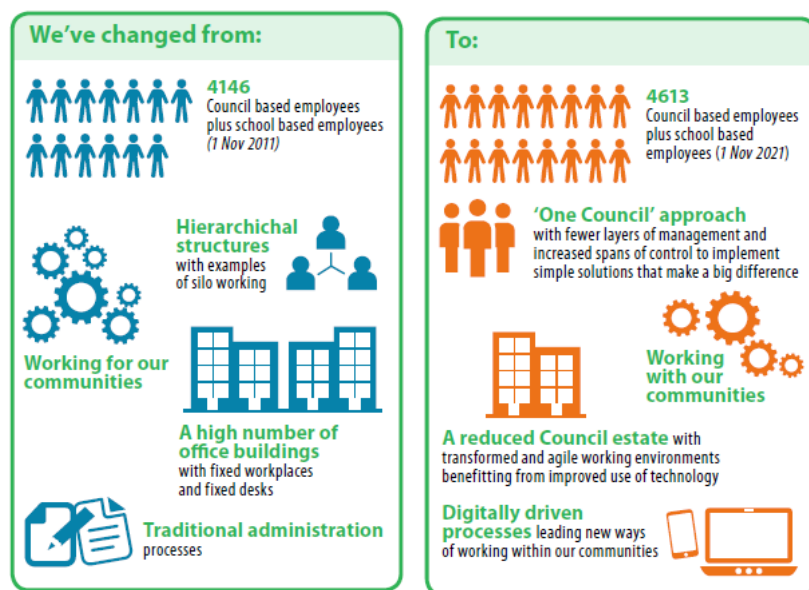 We've changed from:
4146
Council based employees
plus school based employees
(1 Nov 2011)
Hierarchichal
structures
with examples
of silo working
Working for our
communities
A high number of
office buildings
with fixed workplaces
and fixed desks
Traditional administration
processes
To:
4613
Council based employees
plus school based
employees (1 Nov 2021)
‘One Council’ approach
with fewer layers of management and
increased spans of control to implement
simple solutions that make a big difference
Working
with our
communities
A reduced Council estate with
transformed and agile working environments
benefitting from improved use of technology
Digitally driven
processes leading new ways
of working within our communities